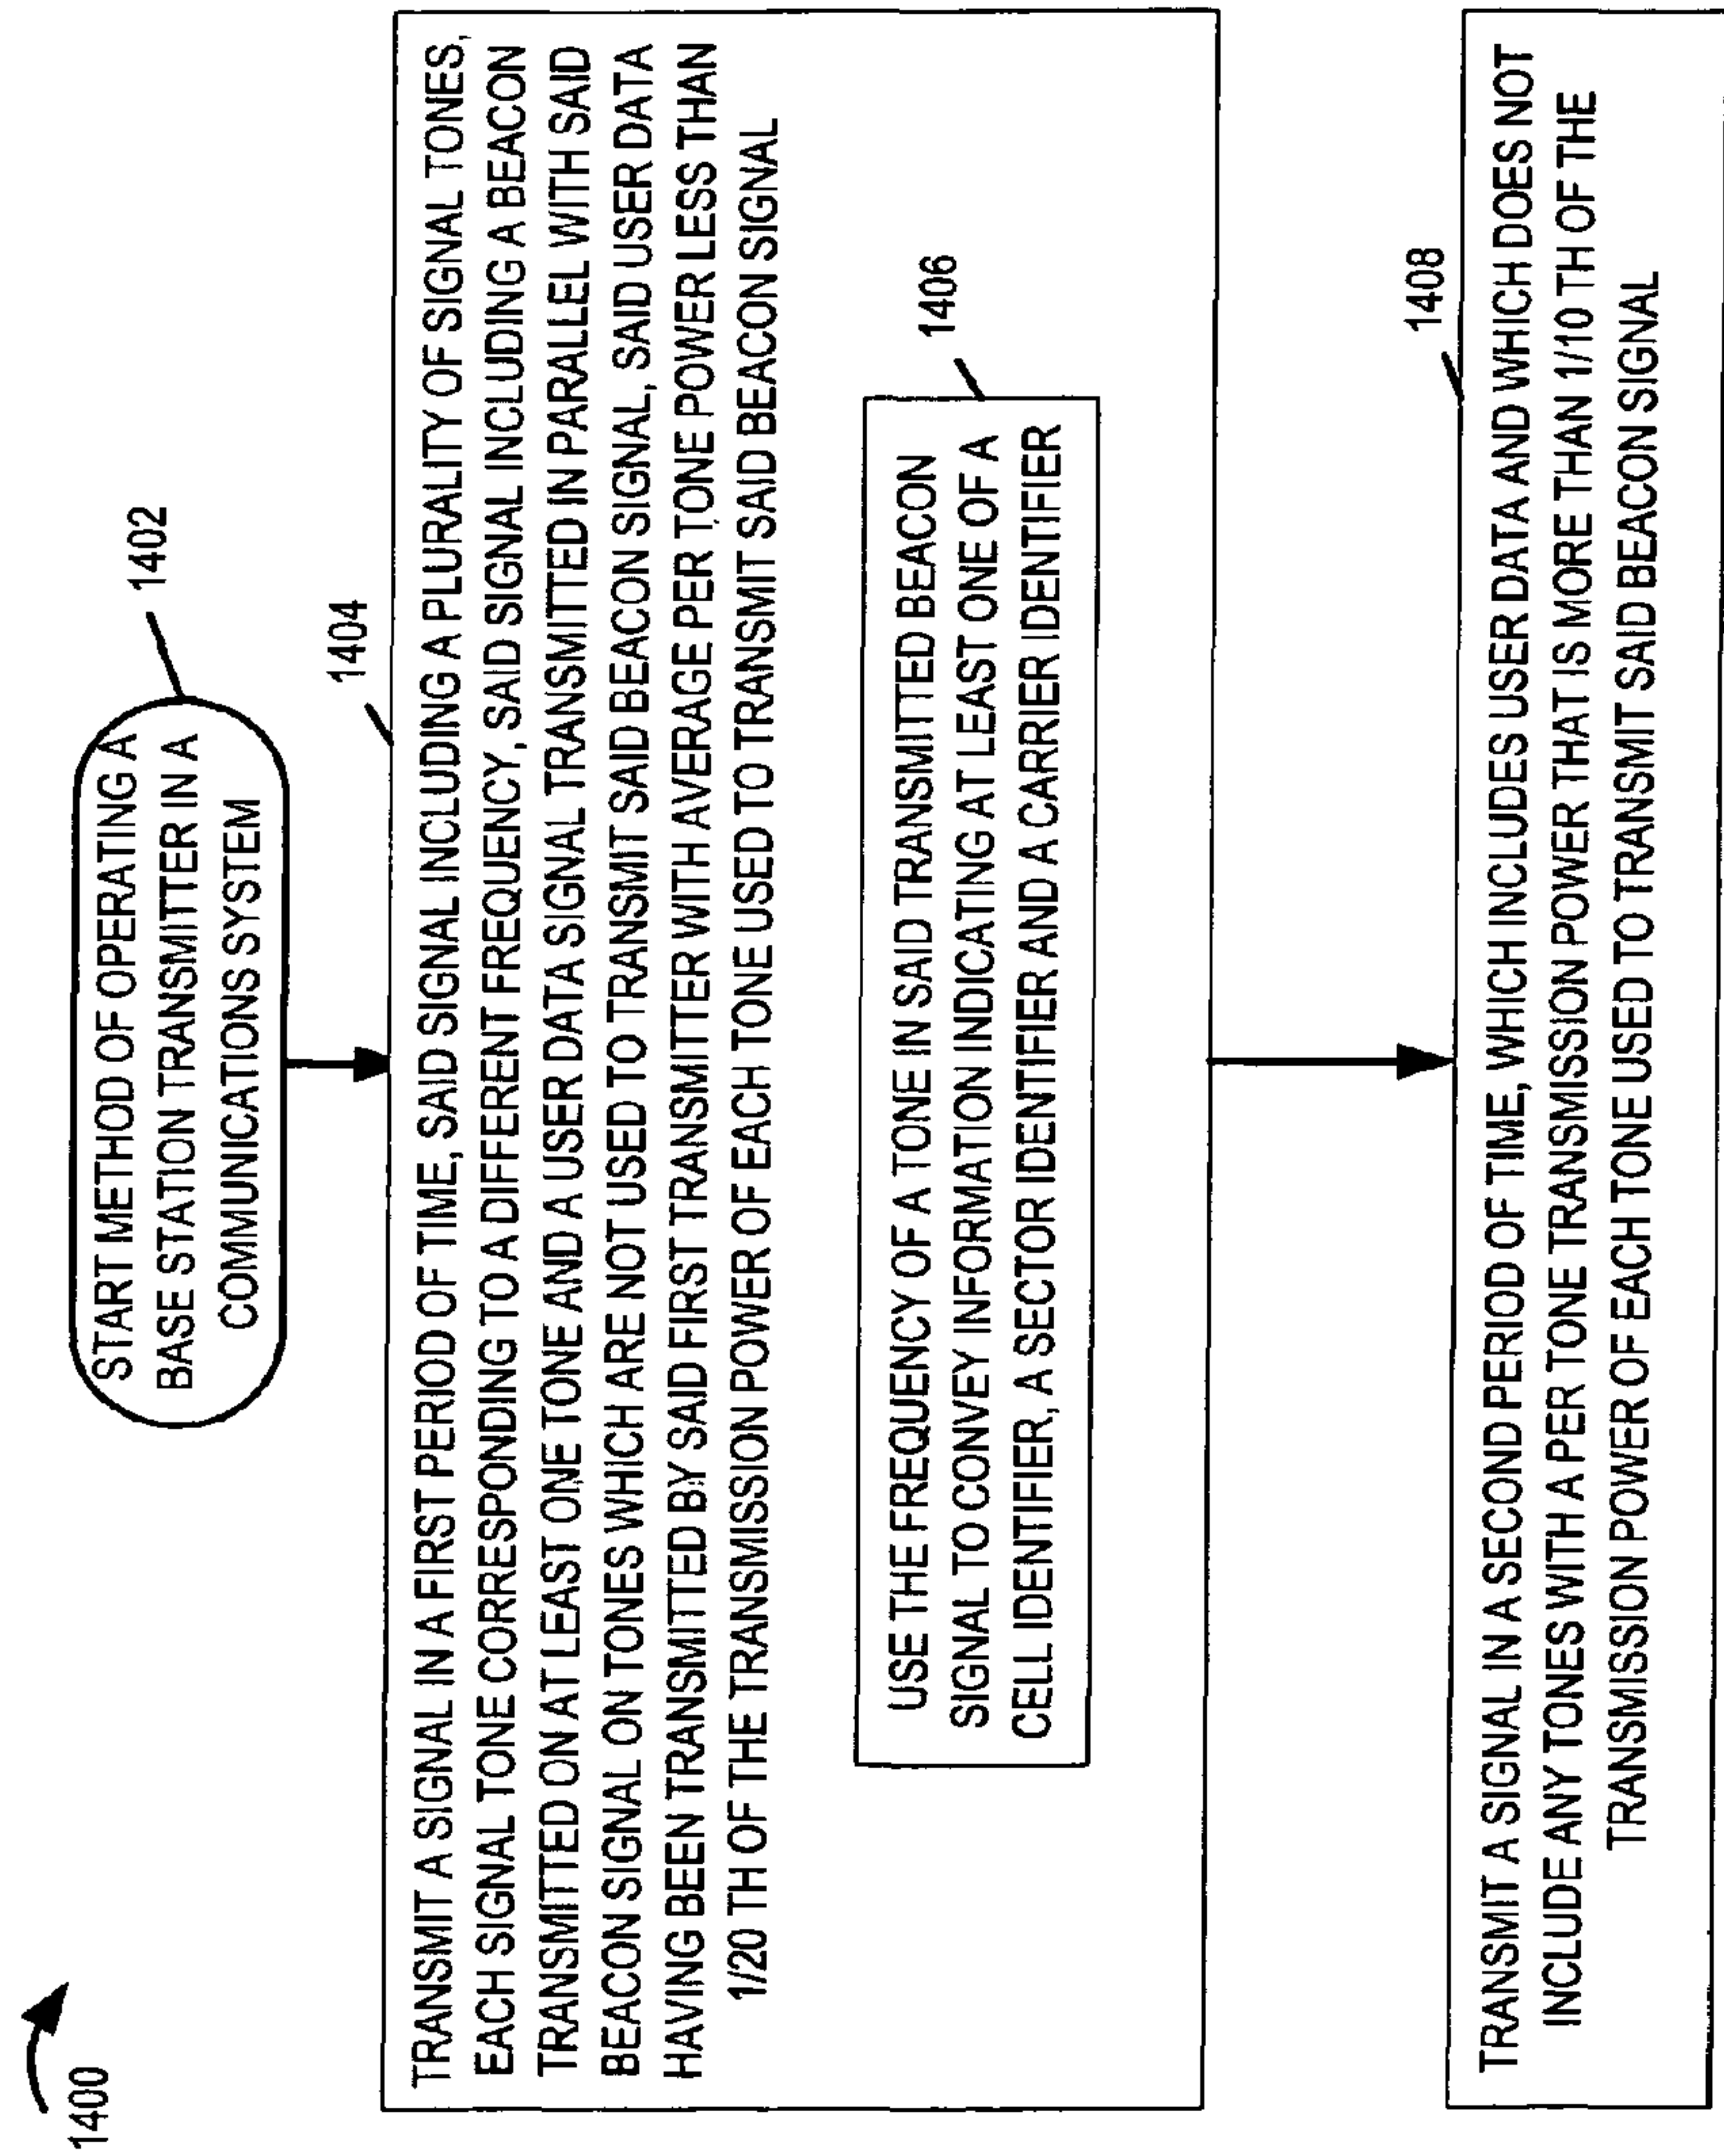 1400
START METHOD OF OPERATING A
BASE STATION TRANSMITTER IN A
COMMUNICATIONS SYSTEM
1402
1404
TRANSMIT A SIGNAL IN A FIRST PERIOD OF TIME, SAID SIGNAL INCLUDING A PLURALITY OF SIGNAL TONES,
EACH SIGNAL TONE CORRESPONDING TO A DIFFERENT FREQUENCY, SAID SIGNAL INCLUDING A BEACON
TRANSMITTED ON AT LEAST ONE TONE AND A USER DATA SIGNAL TRANSMITTED IN PARALLEL WITH SAID
BEACON SIGNAL ON TONES WHICH ARE NOT USED TO TRANSMIT SAID BEACON SIGNAL, SAID USER DATA
HAVING BEEN TRANSMITTED BY SAID FIRST TRANSMITTER WITH AVERAGE PER TONE POWER LESS THAN
1/20 TH OF THE TRANSMISSION POWER OF EACH TONE USED TO TRANSMIT SAID BEACON SIGNAL
1406
USE THE FREQUENCY OF A TONE IN SAID TRANSMITTED BEACON
SIGNAL TO CONVEY INFORMATION INDICATING AT LEAST ONE OF A
CELL IDENTIFIER, A SECTOR IDENTIFIER AND A CARRIER IDENTIFIER
1408
TRANSMIT A SIGNAL IN A SECOND PERIOD OF TIME, WHICH INCLUDES USER DATA AND WHICH DOES NOT
INCLUDE ANY TONES WITH A PER TONE TRANSMISSION POWER THAT IS MORE THAN 1/10 TH OF THE
TRANSMISSION POWER OF EACH TONE USED TO TRANSMIT SAID BEACON SIGNAL